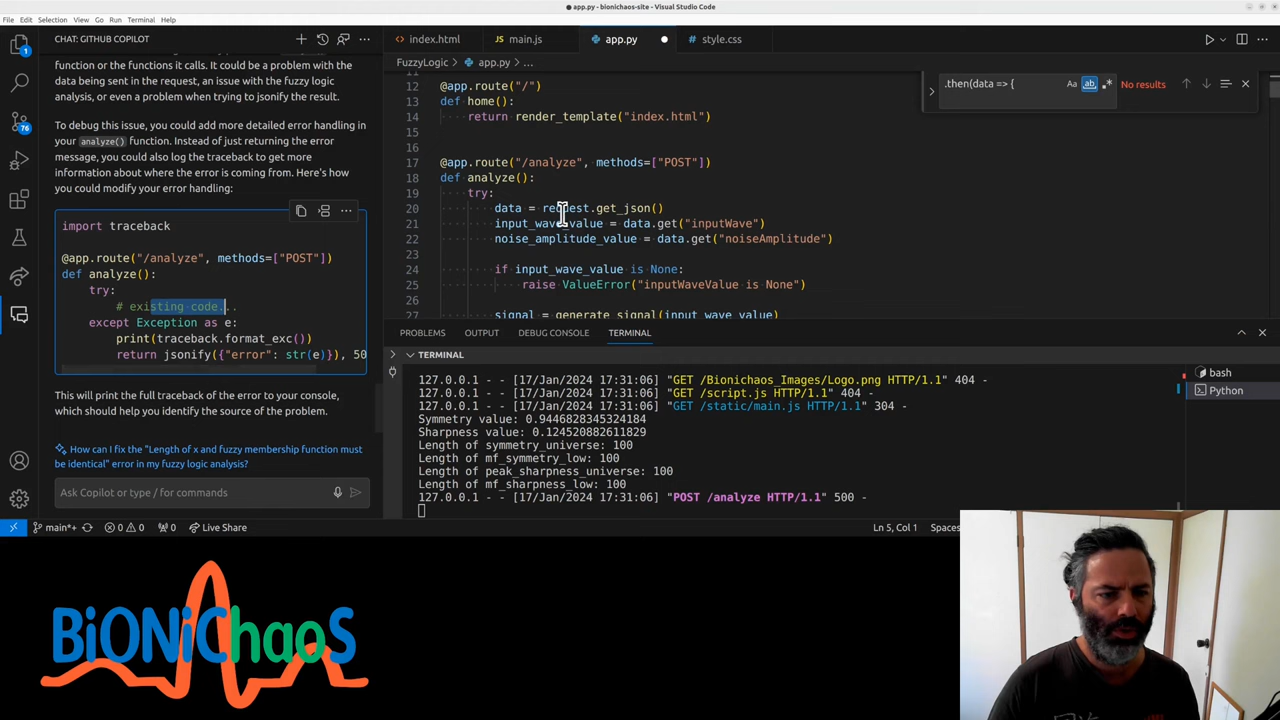 app.py - bionichaos-site - Visual Studio Code
File Edit Selection View Go Run Terminal Help
CHAT: GITHUB COPILOT
function or the functions it calls. It could be a problem with the
data being sent in the request, an issue with the fuzzy logic
analysis, or even a problem when trying to jsonify the result.
To debug this issue, you could add more detailed error handling in
your analyze() function. Instead of just returning the error
message, you could also log the traceback to get more
information about where the error is coming from. Here's how
you could modify your error handling:
import traceback
@app.route("/analyze", methods=["POST"])
def analyze():
try:
# existing code...
except Exception as e:
print(traceback.format_exc())
return jsonify({"error": str(e)}), 50
This will print the full traceback of the error to your console,
which should help you identify the source of the problem.
How can I fix the "Length of x and fuzzy membership function must
be identical" error in my fuzzy logic analysis?
Ask Copilot or type / for commands
1
76
index.html main.js app.py style.css
FuzzyLogic > app.py > ...
.then(data => {
Aa ab No results
11
12 @app.route("/")
13 def home():
14 return render_template("index.html")
15
16
17 @app.route("/analyze", methods=["POST"])
18 def analyze():
19 try:
20 data = request.get_json()
21 input_wave_value = data.get("inputWave")
22 noise_amplitude_value = data.get("noiseAmplitude")
23
24 if input_wave_value is None:
25 raise ValueError("inputWaveValue is None")
signal = generate_signal(input_wave_value)
PROBLEMS OUTPUT DEBUG CONSOLE TERMINAL
TERMINAL
127.0.0.1 - - [17/Jan/2024 17:31:06] "GET /Bionichaos_Images/Logo.png HTTP/1.1" 404 -
127.0.0.1 - - [17/Jan/2024 17:31:06] "GET /script.js HTTP/1.1" 404 -
127.0.0.1 - - [17/Jan/2024 17:31:06] "GET /static/main.js HTTP/1.1" 304 -
Symmetry value: 0.9446828345324184
Sharpness value: 0.124520882611829
Length of symmetry_universe: 100
Length of mf_symmetry_low: 100
Length of peak_sharpness_universe: 100
Length of mf_sharpness_low: 100
127.0.0.1 - - [17/Jan/2024 17:31:06] "POST /analyze HTTP/1.1" 500 -
bash
Python
main*+ 0 0 0 Live Share
Ln 5, Col 1 Spaces
BiONiChaoS